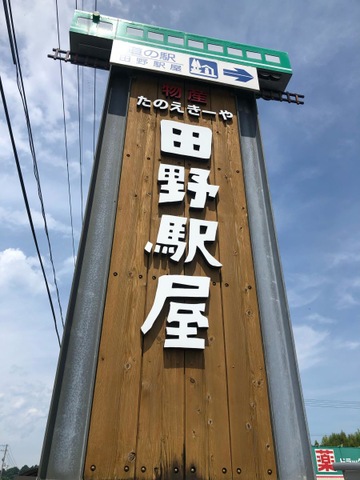 道の駅
田野駅屋
物産
たのえきーや
田野駅屋
薬